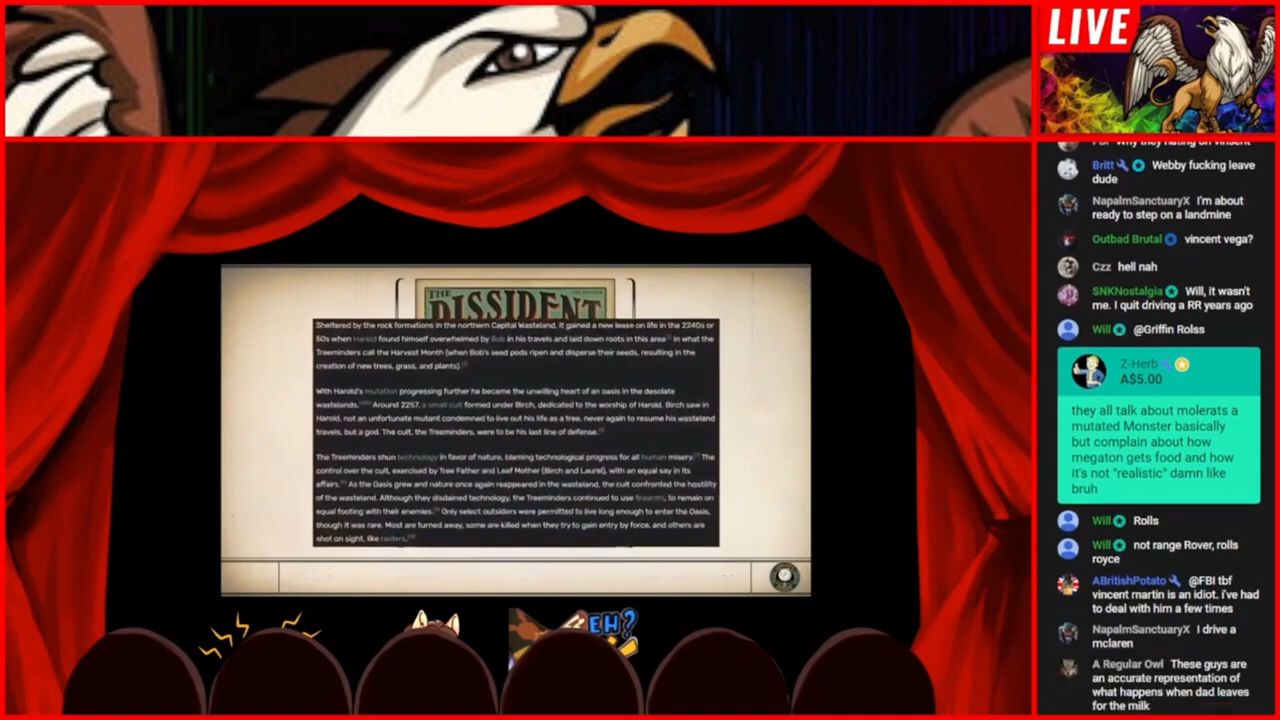 LIVE
THE
DISSIDENT
Sheltered by the rock formations in the northern Capital Wasteland, it gained a new lease on life in the 2240s or
50s when Harold found himself overwhelmed by Bob in his travels and laid down roots in this area in what the
Treeminders call the Harvest Month (when Bob's seed pods ripen and disperse their seeds, resulting in the
creation of new trees, grass, and plants).
With Harold's mutation progressing further he became the unwilling heart of an oasis in the desolate
wastelands. Around 2257, a small cult formed under Birch, dedicated to the worship of Harold. Birch saw in
Harold, not an unfortunate mutant condemned to live out his life as a tree, never again to resume his wasteland
travels, but a god. The cult, the Treeminders, were to be his last line of defense.
The Treeminders shun technology in favor of nature, blaming technological progress for all human misery. The
control over the cult, exercised by Tree Father and Leaf Mother (Birch and Laurel), with an equal say in its
affairs. As the Oasis grew and nature once again reappeared in the wasteland, the cult confronted the hostility
of the wasteland. Although they disdained technology, the Treeminders continued to use firearms, to remain on
equal footing with their enemies. Only select outsiders were permitted to live long enough to enter the Oasis,
though it was rare. Most are turned away, some are killed when they try to gain entry by force, and others are
shot on sight, like raiders.
EH?
FBI why they hating on vincent
Britt Webby fucking leave
dude
NapalmSanctuaryX I'm about
ready to step on a landmine
Outbad Brutal vincent vega?
Czz hell nah
SNKNostalgia Will, it wasn't
me. I quit driving a RR years ago
Will @Griffin Rolss
Z-Herb
A$5.00
they all talk about molerats a
mutated Monster basically
but complain about how
megaton gets food and how
it's not "realistic" damn like
bruh
Will Rolls
Will not range Rover, rolls
royce
ABritishPotato @FBI tbf
vincent martin is an idiot. i've had
to deal with him a few times
NapalmSanctuaryX I drive a
mclaren
A Regular Owl These guys are
an accurate representation of
what happens when dad leaves
for the milk